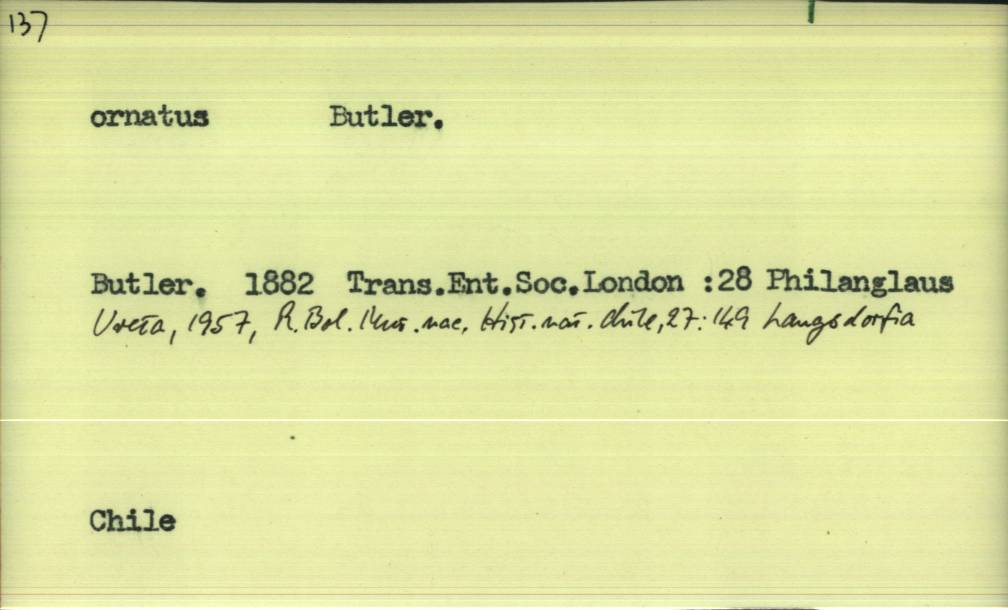 137
ornatus Butler.
Butler. 1882 Trans.Ent.Soc.London :28 Philanglaus
Ureta, 1957, R. Bol. Mus. nac. Hist. nat. Chile, 27: 149 Langsdorfia
Chile